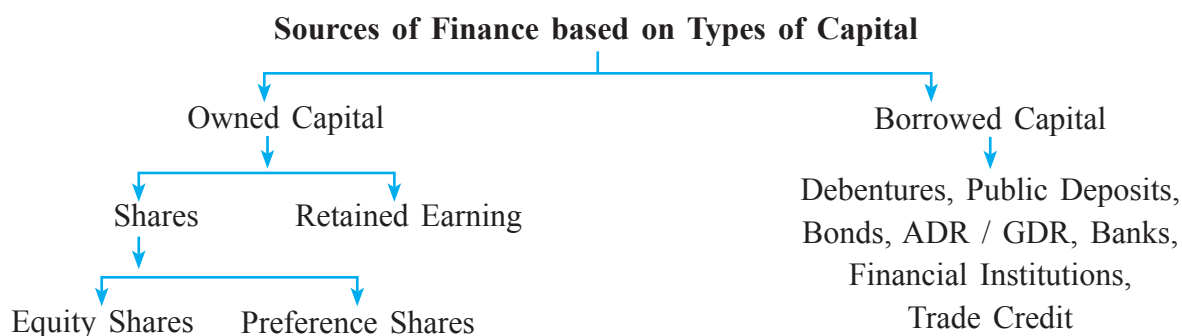 Sources of Finance based on Types of Capital
Owned Capital
Borrowed Capital
Shares
Retained Earning
Equity Shares
Preference Shares
Debentures, Public Deposits,
Bonds, ADR / GDR, Banks,
Financial Institutions,
Trade Credit